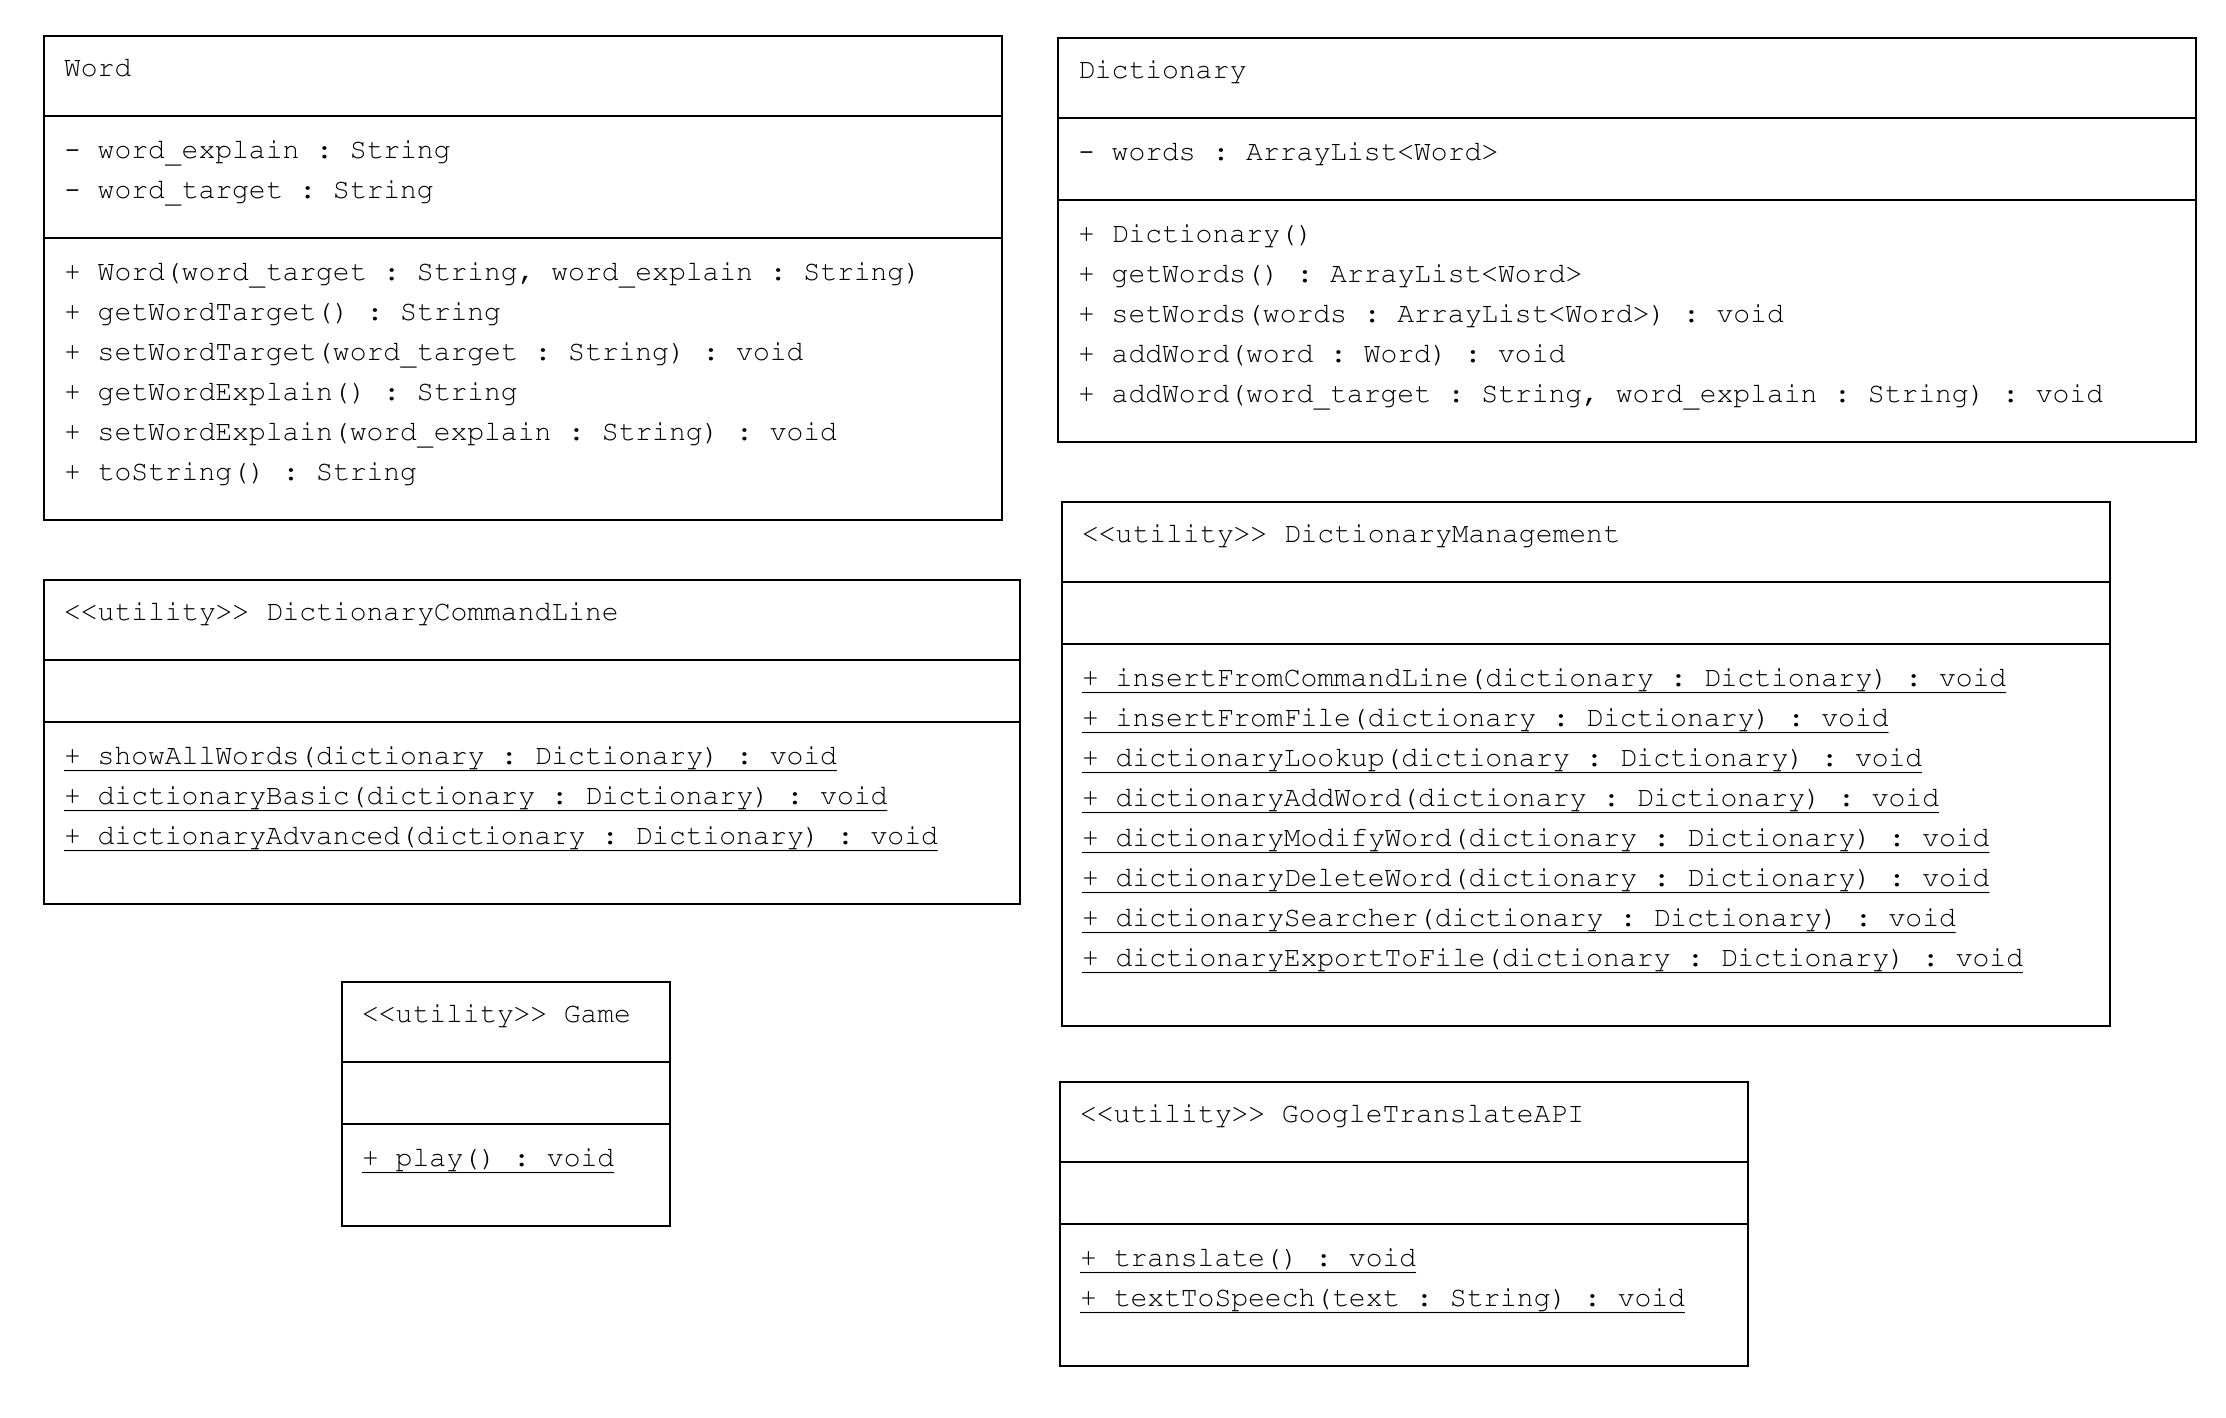 Word
- word_explain : String
- word_target : String
+ Word(word_target : String, word_explain : String)
+ getWordTarget() : String
+ setWordTarget(word_target : String) : void
+ getWordExplain() : String
+ setWordExplain(word_explain : String) : void
+ toString() : String
Dictionary
- words : ArrayList<Word>
+ Dictionary()
+ getWords() : ArrayList<Word>
+ setWords(words : ArrayList<Word>) : void
+ addWord(word : Word) : void
+ addWord(word_target : String, word_explain : String) : void
<<utility>> DictionaryCommandLine
+ showAllWords(dictionary : Dictionary) : void
+ dictionaryBasic(dictionary : Dictionary) : void
+ dictionaryAdvanced(dictionary : Dictionary) : void
<<utility>> DictionaryManagement
+ insertFromCommandLine(dictionary : Dictionary) : void
+ insertFromFile(dictionary : Dictionary) : void
+ dictionaryLookup(dictionary : Dictionary) : void
+ dictionaryAddWord(dictionary : Dictionary) : void
+ dictionaryModifyWord(dictionary : Dictionary) : void
+ dictionaryDeleteWord(dictionary : Dictionary) : void
+ dictionarySearcher(dictionary : Dictionary) : void
+ dictionaryExportToFile(dictionary : Dictionary) : void
<<utility>> Game
+ play() : void
<<utility>> GoogleTranslateAPI
+ translate() : void
+ textToSpeech(text : String) : void